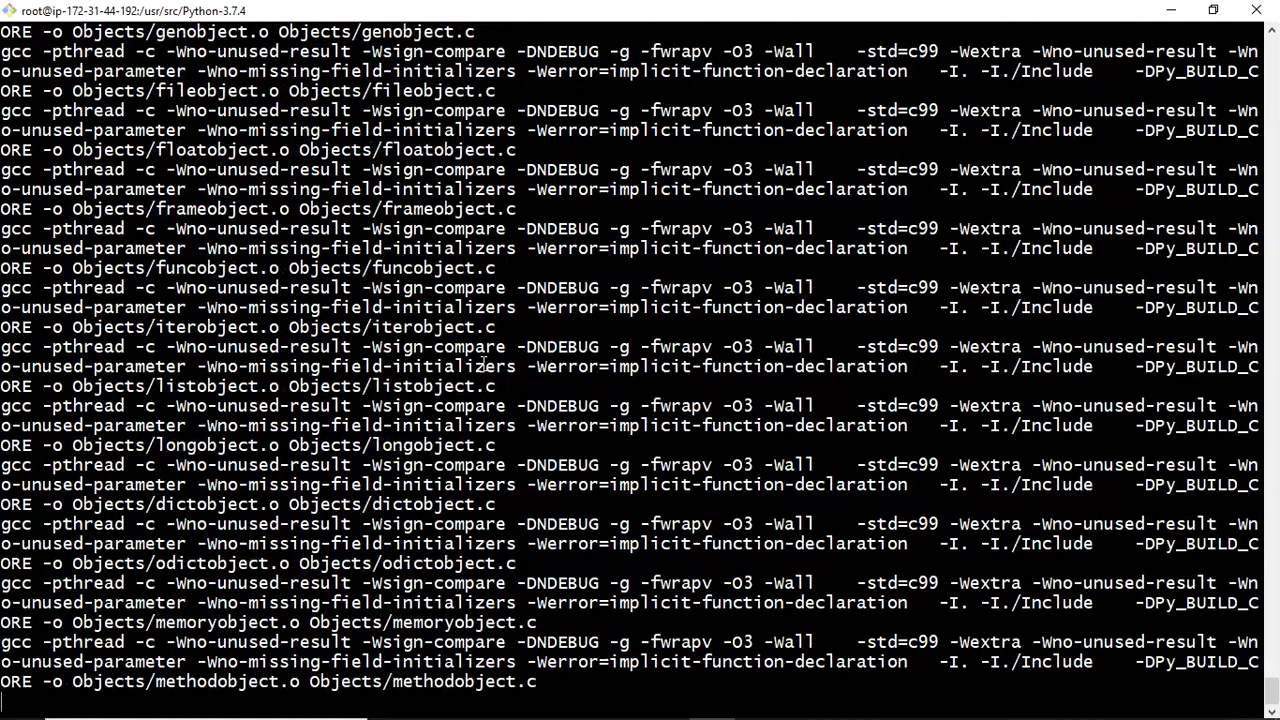 root@ip-172-31-44-192:/usr/src/Python-3.7.4
ORE -o Objects/genobject.o Objects/genobject.c
gcc -pthread -c -Wno-unused-result -Wsign-compare -DNDEBUG -g -fwrapv -O3 -Wall    -std=c99 -Wextra -Wno-unused-result -Wn
o-unused-parameter -Wno-missing-field-initializers -Werror=implicit-function-declaration   -I. -I./Include    -DPy_BUILD_C
ORE -o Objects/fileobject.o Objects/fileobject.c
gcc -pthread -c -Wno-unused-result -Wsign-compare -DNDEBUG -g -fwrapv -O3 -Wall    -std=c99 -Wextra -Wno-unused-result -Wn
o-unused-parameter -Wno-missing-field-initializers -Werror=implicit-function-declaration   -I. -I./Include    -DPy_BUILD_C
ORE -o Objects/floatobject.o Objects/floatobject.c
gcc -pthread -c -Wno-unused-result -Wsign-compare -DNDEBUG -g -fwrapv -O3 -Wall    -std=c99 -Wextra -Wno-unused-result -Wn
o-unused-parameter -Wno-missing-field-initializers -Werror=implicit-function-declaration   -I. -I./Include    -DPy_BUILD_C
ORE -o Objects/frameobject.o Objects/frameobject.c
gcc -pthread -c -Wno-unused-result -Wsign-compare -DNDEBUG -g -fwrapv -O3 -Wall    -std=c99 -Wextra -Wno-unused-result -Wn
o-unused-parameter -Wno-missing-field-initializers -Werror=implicit-function-declaration   -I. -I./Include    -DPy_BUILD_C
ORE -o Objects/funcobject.o Objects/funcobject.c
gcc -pthread -c -Wno-unused-result -Wsign-compare -DNDEBUG -g -fwrapv -O3 -Wall    -std=c99 -Wextra -Wno-unused-result -Wn
o-unused-parameter -Wno-missing-field-initializers -Werror=implicit-function-declaration   -I. -I./Include    -DPy_BUILD_C
ORE -o Objects/iterobject.o Objects/iterobject.c
gcc -pthread -c -Wno-unused-result -Wsign-compare -DNDEBUG -g -fwrapv -O3 -Wall    -std=c99 -Wextra -Wno-unused-result -Wn
o-unused-parameter -Wno-missing-field-initializers -Werror=implicit-function-declaration   -I. -I./Include    -DPy_BUILD_C
ORE -o Objects/listobject.o Objects/listobject.c
gcc -pthread -c -Wno-unused-result -Wsign-compare -DNDEBUG -g -fwrapv -O3 -Wall    -std=c99 -Wextra -Wno-unused-result -Wn
o-unused-parameter -Wno-missing-field-initializers -Werror=implicit-function-declaration   -I. -I./Include    -DPy_BUILD_C
ORE -o Objects/longobject.o Objects/longobject.c
gcc -pthread -c -Wno-unused-result -Wsign-compare -DNDEBUG -g -fwrapv -O3 -Wall    -std=c99 -Wextra -Wno-unused-result -Wn
o-unused-parameter -Wno-missing-field-initializers -Werror=implicit-function-declaration   -I. -I./Include    -DPy_BUILD_C
ORE -o Objects/dictobject.o Objects/dictobject.c
gcc -pthread -c -Wno-unused-result -Wsign-compare -DNDEBUG -g -fwrapv -O3 -Wall    -std=c99 -Wextra -Wno-unused-result -Wn
o-unused-parameter -Wno-missing-field-initializers -Werror=implicit-function-declaration   -I. -I./Include    -DPy_BUILD_C
ORE -o Objects/odictobject.o Objects/odictobject.c
gcc -pthread -c -Wno-unused-result -Wsign-compare -DNDEBUG -g -fwrapv -O3 -Wall    -std=c99 -Wextra -Wno-unused-result -Wn
o-unused-parameter -Wno-missing-field-initializers -Werror=implicit-function-declaration   -I. -I./Include    -DPy_BUILD_C
ORE -o Objects/memoryobject.o Objects/memoryobject.c
gcc -pthread -c -Wno-unused-result -Wsign-compare -DNDEBUG -g -fwrapv -O3 -Wall    -std=c99 -Wextra -Wno-unused-result -Wn
o-unused-parameter -Wno-missing-field-initializers -Werror=implicit-function-declaration   -I. -I./Include    -DPy_BUILD_C
ORE -o Objects/methodobject.o Objects/methodobject.c